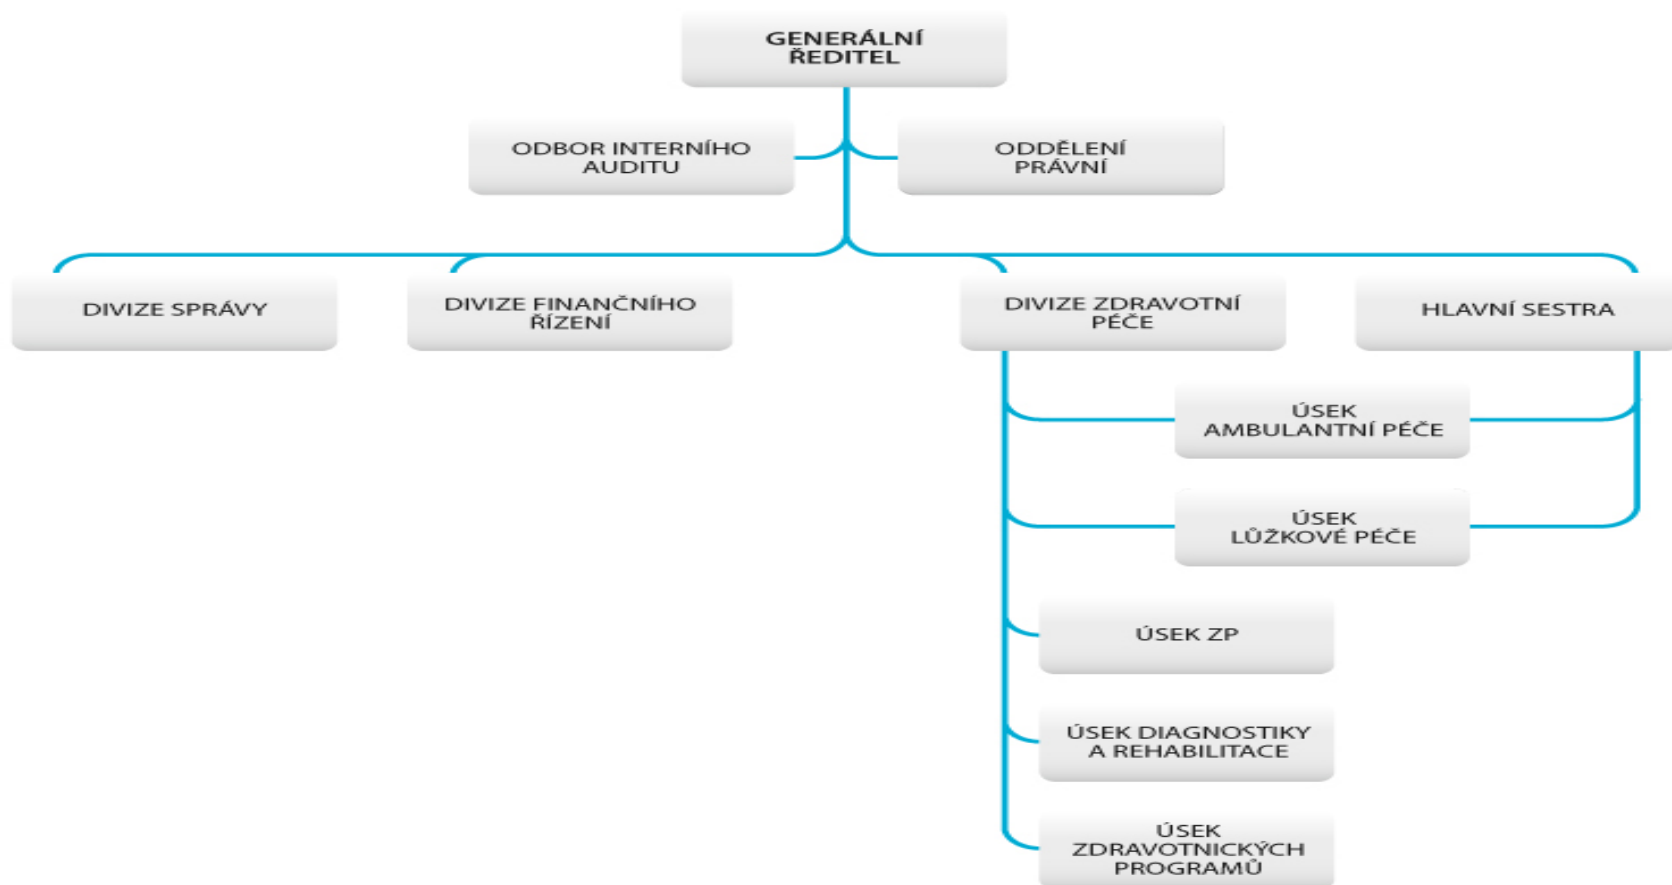 GENERÁLNÍ
ŘEDITEL
ODBOR INTERNÍHO
AUDITU
ODDĚLENÍ
PRÁVNÍ
DIVIZE SPRÁVY
DIVIZE FINANČNÍHO
ŘÍZENÍ
DIVIZE ZDRAVOTNÍ
PÉČE
HLAVNÍ SESTRA
ÚSEK
AMBULANTNÍ PÉČE
ÚSEK
LŮŽKOVÉ PÉČE
ÚSEK ZP
ÚSEK DIAGNOSTIKY
A REHABILITACE
ÚSEK
ZDRAVOTNICKÝCH
PROGRAMŮ